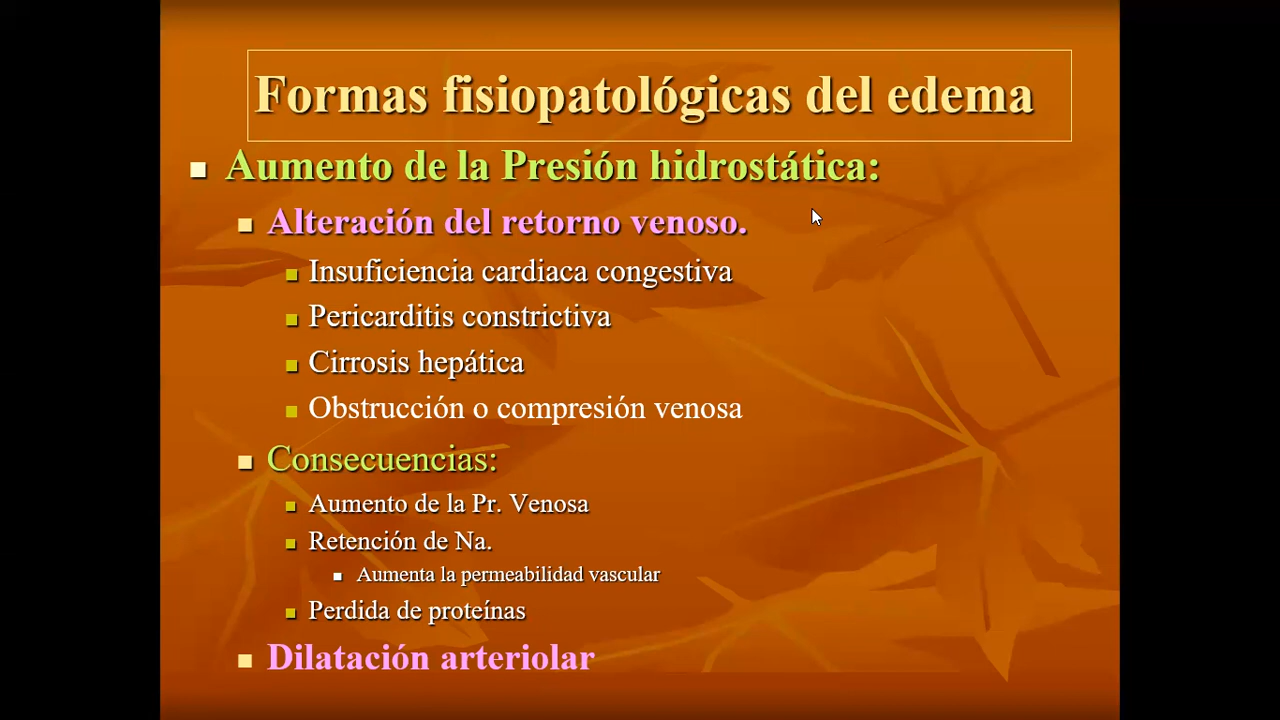 Formas fisiopatológicas del edema
Aumento de la Presión hidrostática:
Alteración del retorno venoso.
Insuficiencia cardiaca congestiva
Pericarditis constrictiva
Cirrosis hepática
Obstrucción o compresión venosa
Consecuencias:
Aumento de la Pr. Venosa
Retención de Na.
Aumenta la permeabilidad vascular
Perdida de proteínas
Dilatación arteriolar